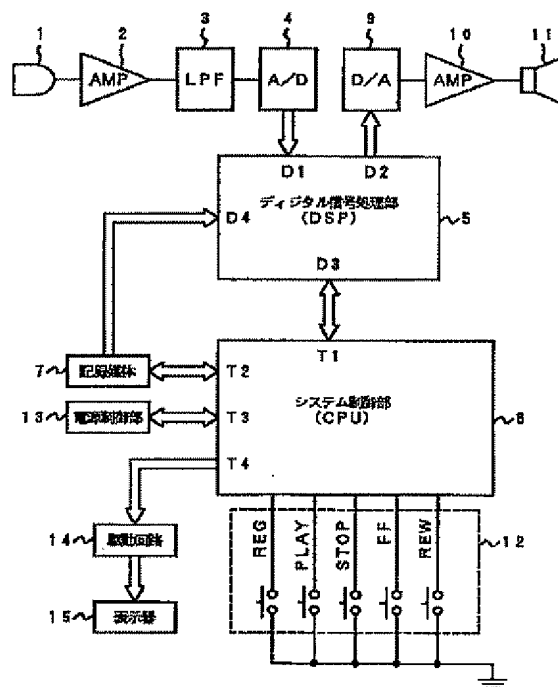 1
2
3
4
9
10
11
AMP
LPF
A/D
D/A
AMP
D1
D2
ディジタル信号処理部
(DSP)
D4
5
D3
T1
7
記録媒体
T2
システム制御部
(CPU)
6
13
電源制御部
T3
T4
REG
PLAY
STOP
FF
REW
12
14
駆動回路
15
表示器